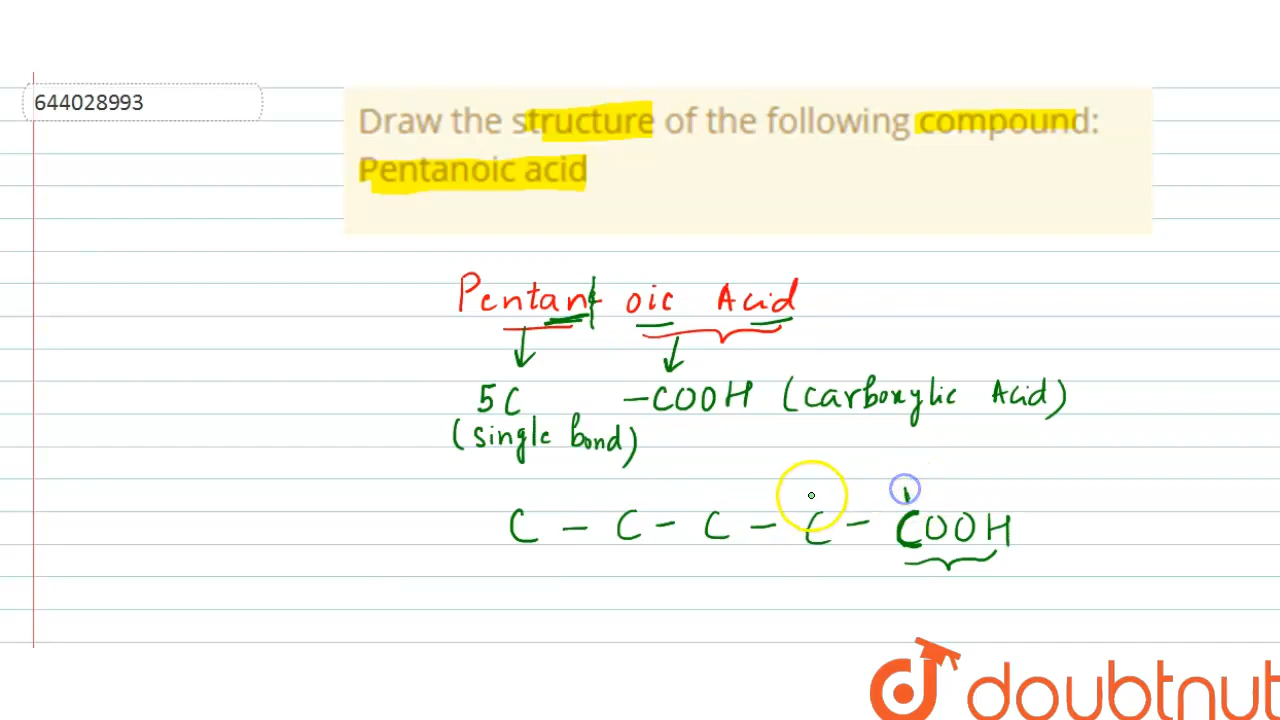 644028993
Draw the structure of the following compound:
Pentanoic acid
Pentan oic Acid
5C -COOH (Carboxylic Acid)
(single bond)
C - C - C - C - COOH
doubtnut